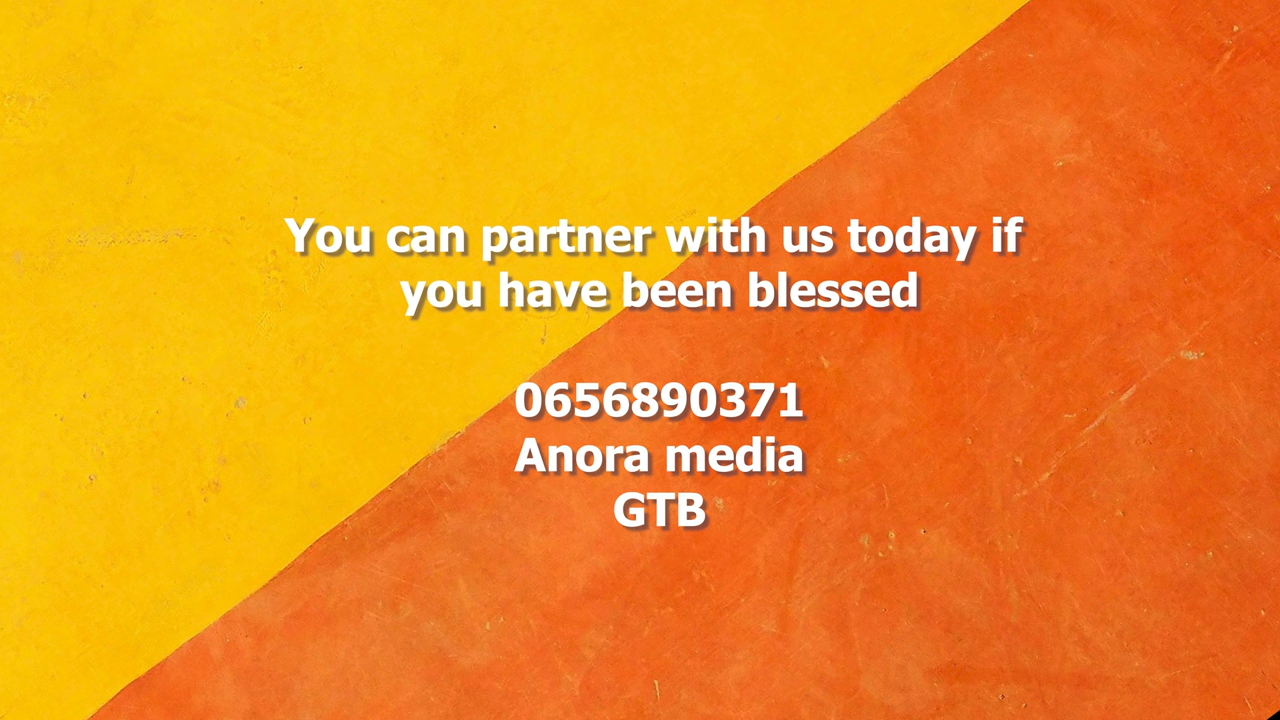 You can partner with us today if
you have been blessed
0656890371
Anora media
GTB